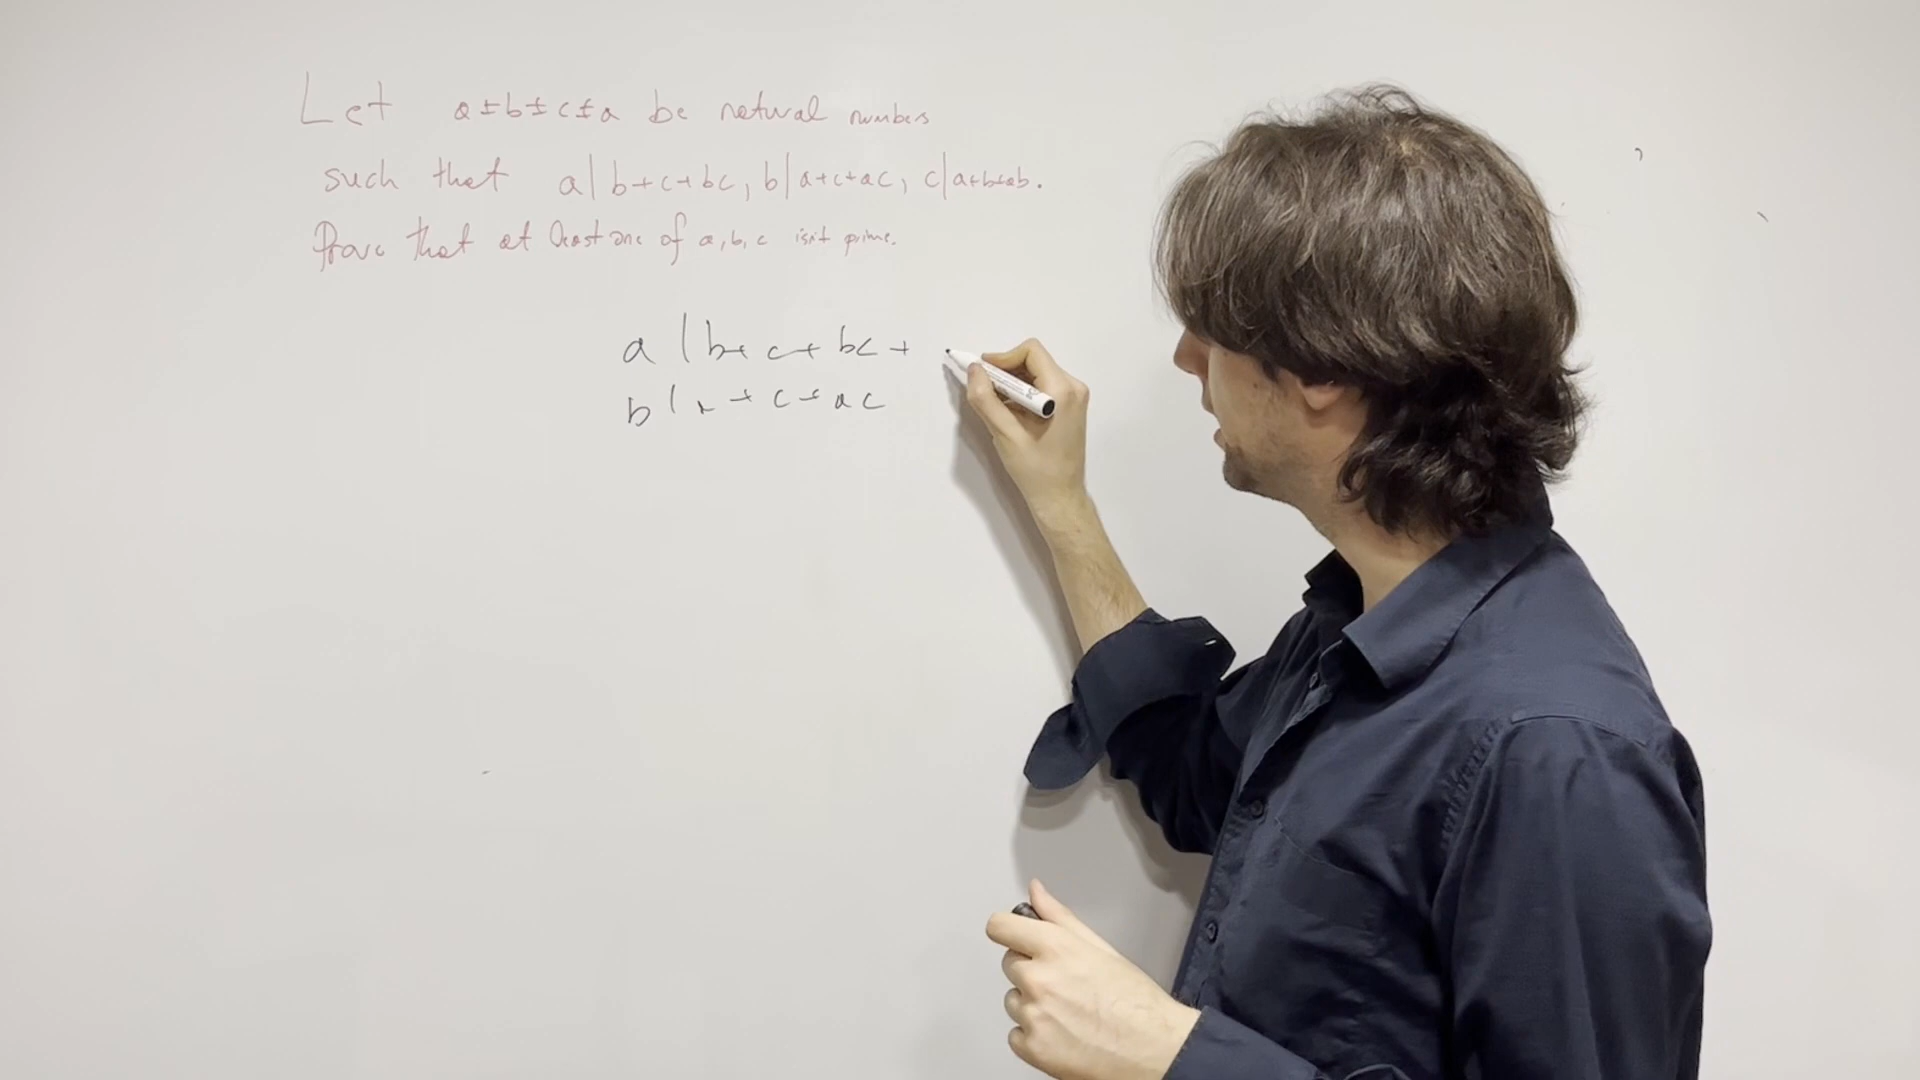 Let a≠b≠c≠a be natural numbers
such that a|b+c+bc, b|a+c+ac, c|a+b+ab.
Prove that at least one of a,b,c isn't prime.
a|b+c+bc+
b|a+c+ac